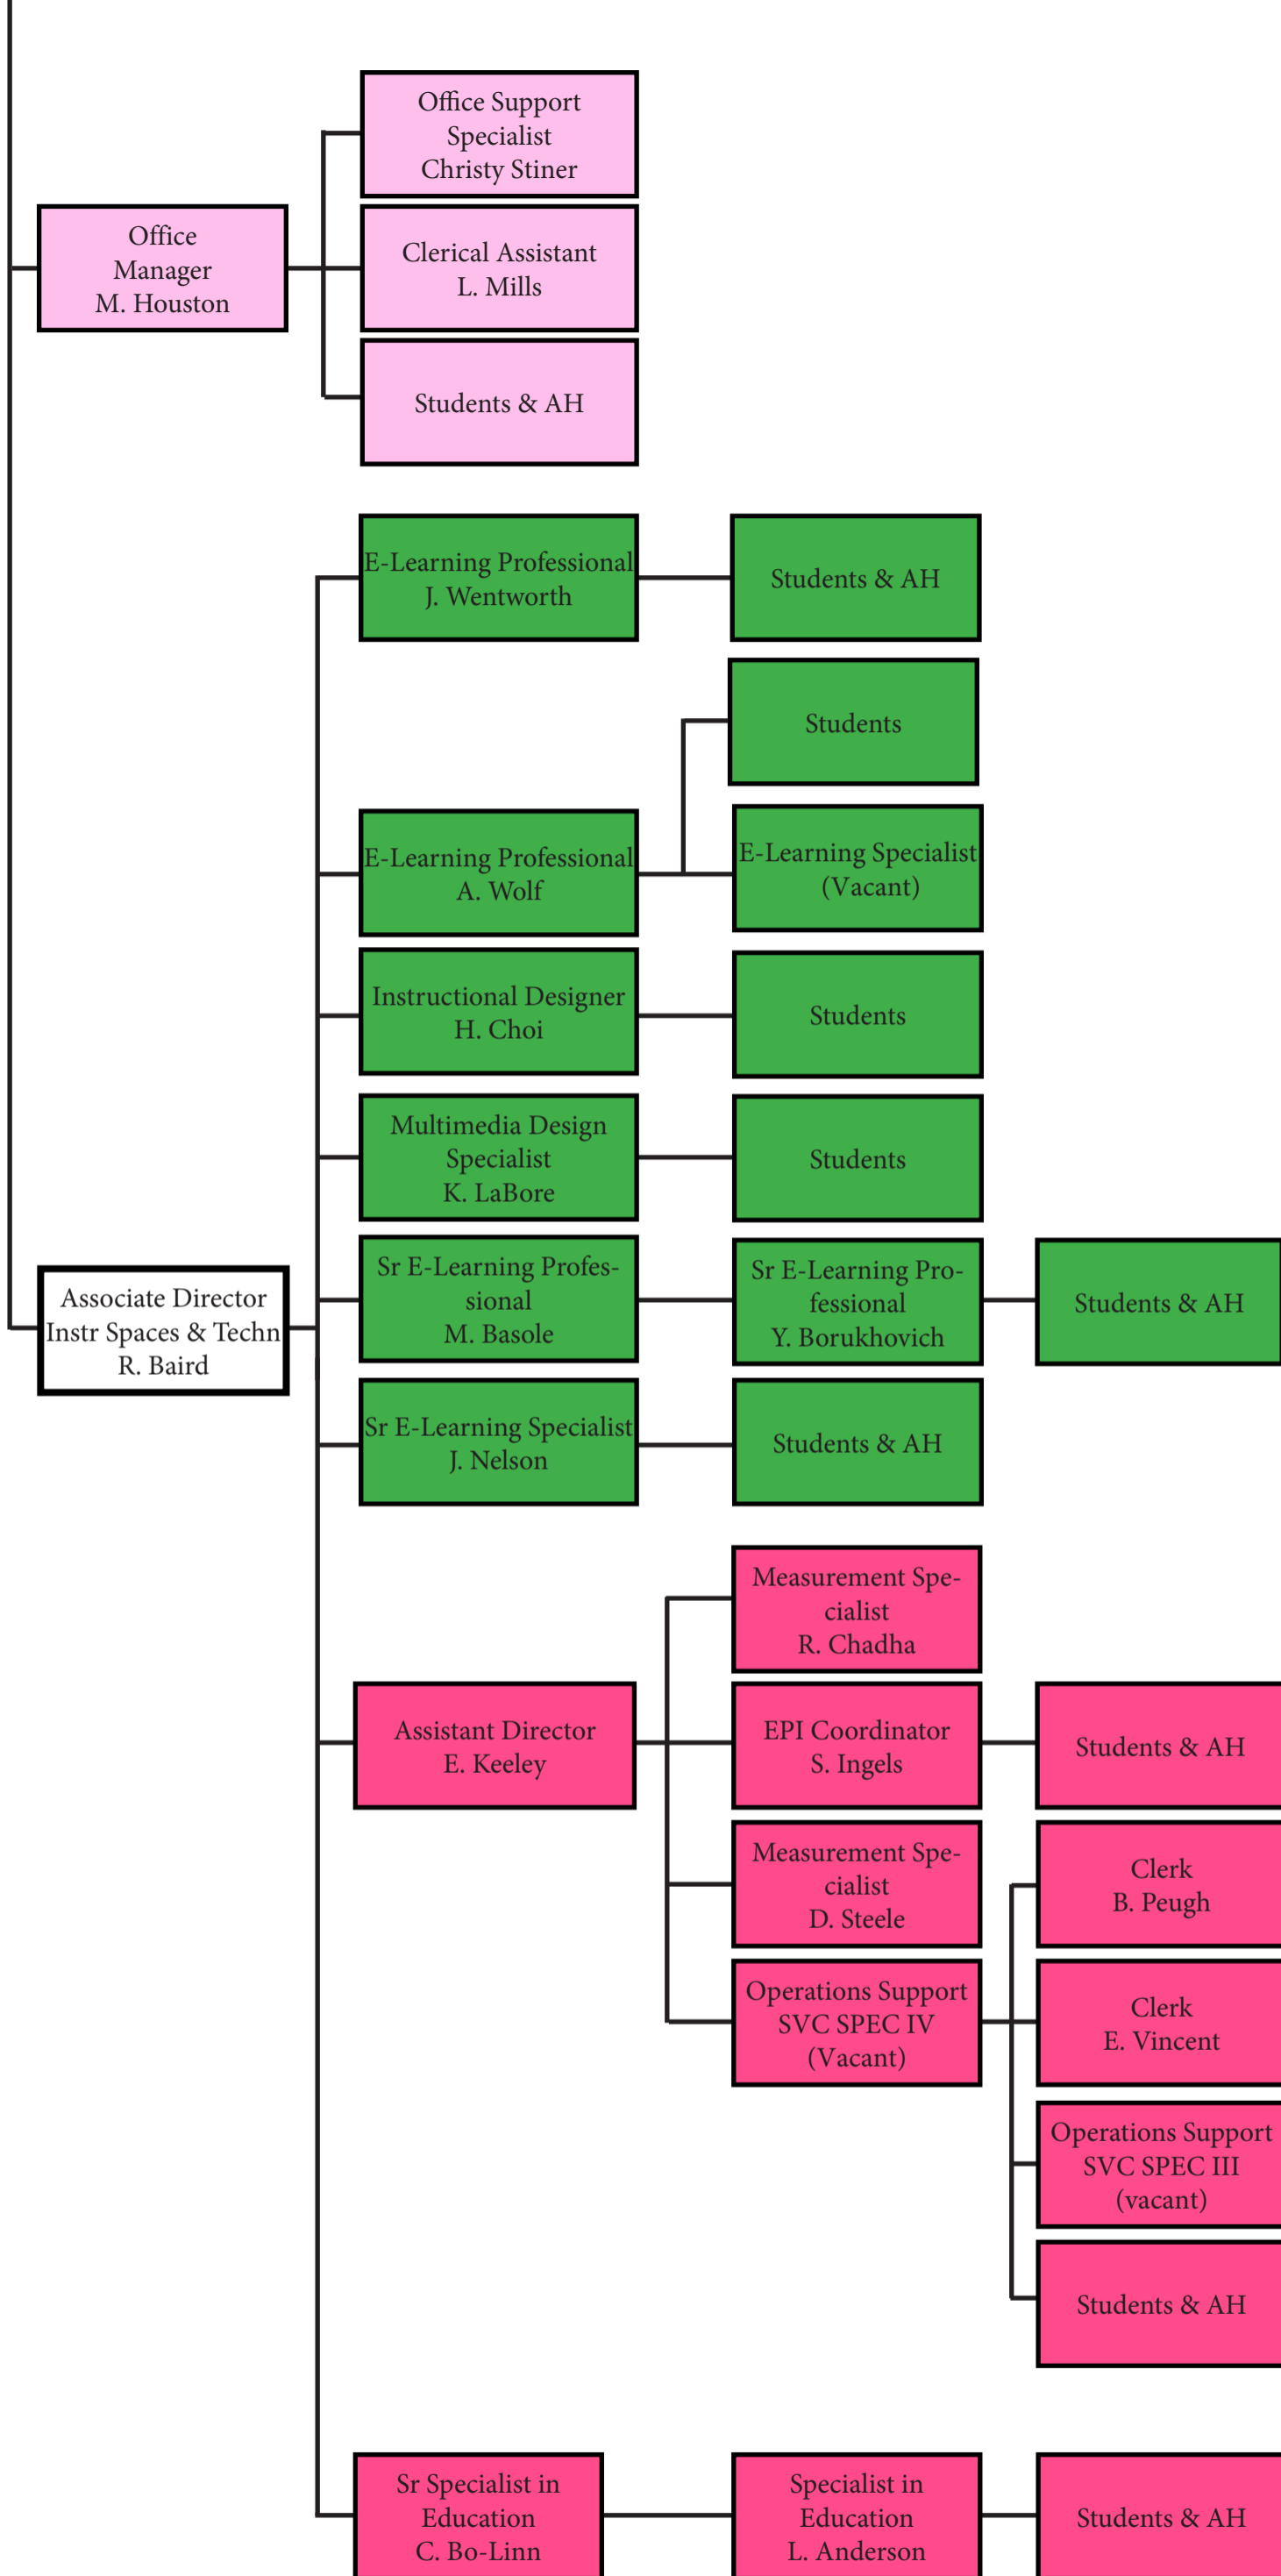 Office Support
Specialist
Christy Stiner
Office
Manager
M. Houston
Clerical Assistant
L. Mills
Students & AH
E-Learning Professional
J. Wentworth
Students & AH
Students
E-Learning Professional
A. Wolf
E-Learning Specialist
(Vacant)
Instructional Designer
H. Choi
Students
Multimedia Design
Specialist
K. LaBore
Students
Associate Director
Instr Spaces & Techn
R. Baird
Sr E-Learning Profes-
sional
M. Basole
Sr E-Learning Pro-
fessional
Y. Borukhovich
Students & AH
Sr E-Learning Specialist
J. Nelson
Students & AH
Measurement Spe-
cialist
R. Chadha
Assistant Director
E. Keeley
EPI Coordinator
S. Ingels
Students & AH
Measurement Spe-
cialist
D. Steele
Clerk
B. Peugh
Operations Support
SVC SPEC IV
(Vacant)
Clerk
E. Vincent
Operations Support
SVC SPEC III
(vacant)
Students & AH
Sr Specialist in
Education
C. Bo-Linn
Specialist in
Education
L. Anderson
Students & AH